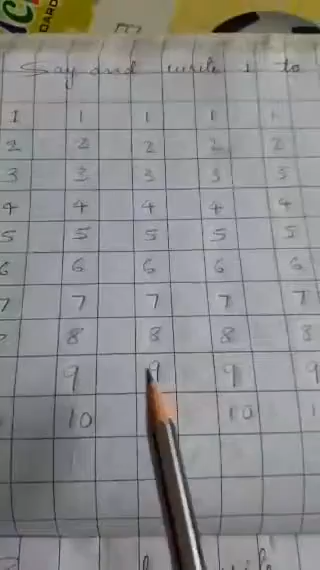 Say and write 1 to
1 1 1 1 1
2 2 2 2 2
3 3 3 3 3
4 4 4 4 4
5 5 5 5 5
6 6 6 6 6
7 7 7 7 7
8 8 8 8
9 9 9 9
10 10 1